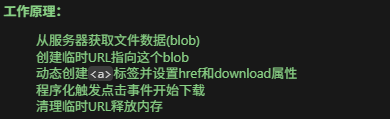 工作原理:
从服务器获取文件数据(blob)
创建临时URL指向这个blob
动态创建<a>标签并设置href和download属性
程序化触发点击事件开始下载
清理临时URL释放内存